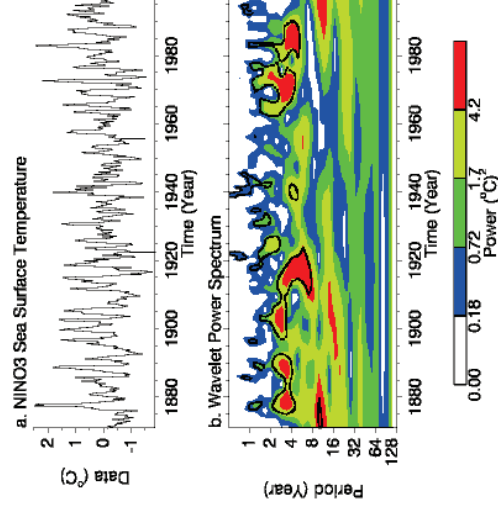 a. NINO3 Sea Surface Temperature
2
1
0
-1
Data (°C)
1880 1900 1920 1940 1960 1980
Time (Year)
b. Wavelet Power Spectrum
1
2
4
8
16
32
64
128
Period (Year)
1880 1900 1920 1940 1960 1980
Time (Year)
0.00 0.18 0.72 1.7 4.2
Power (°C)²